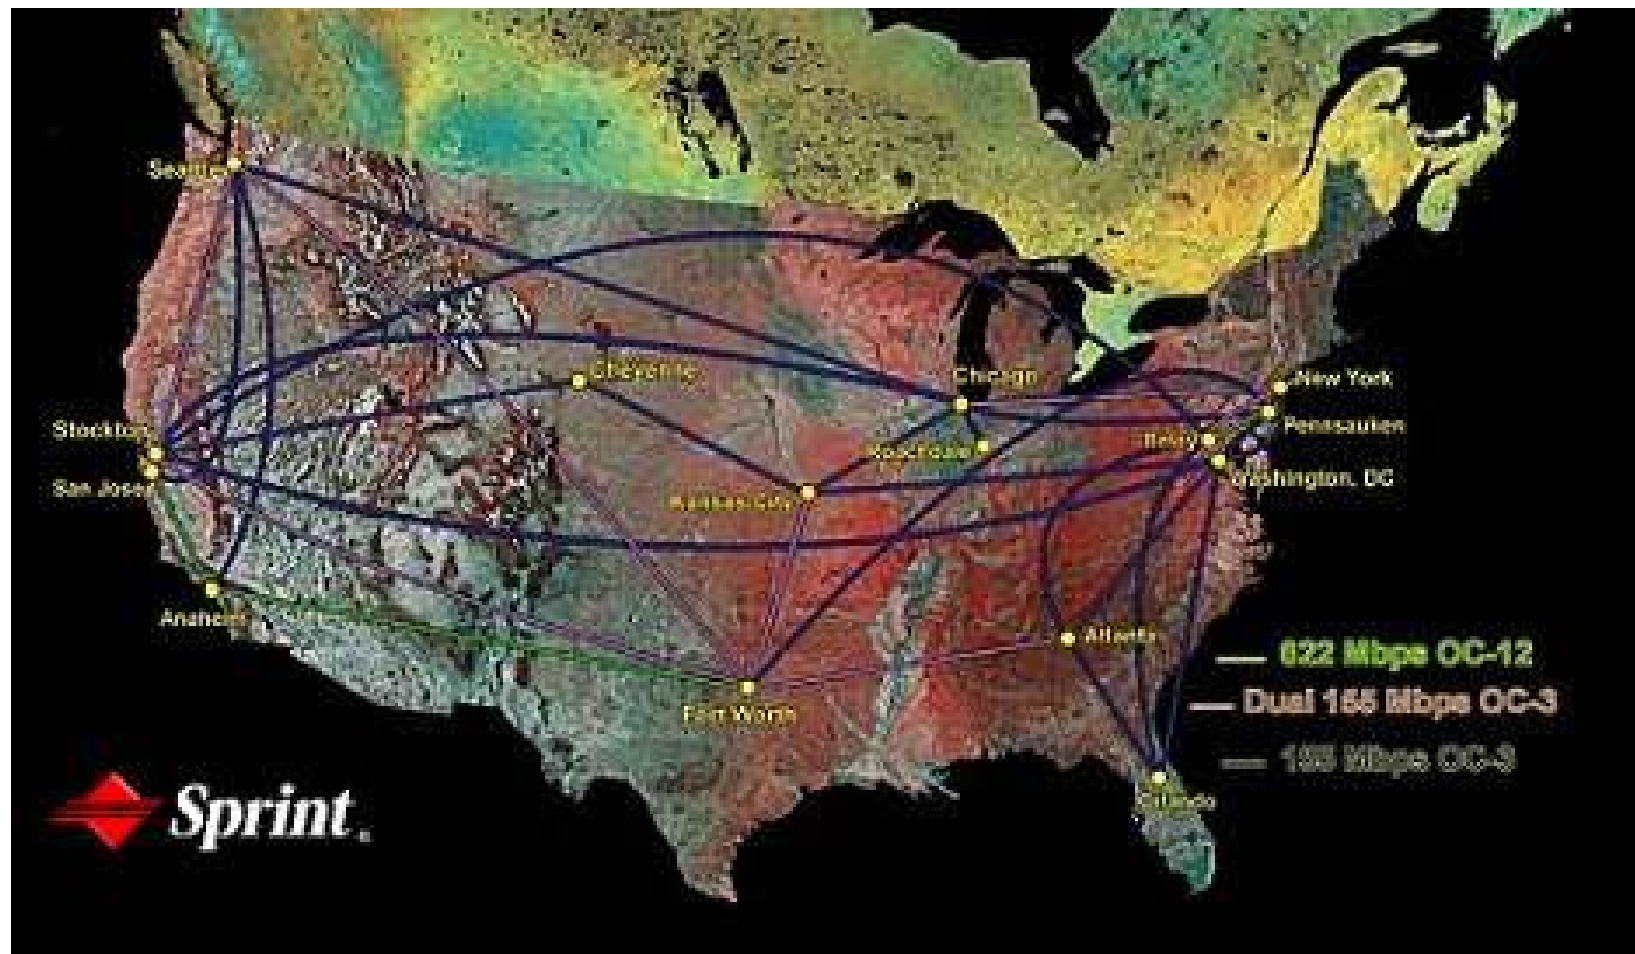 Seattle
Cheyenne
Chicago
New York
Pennsauken
Stockton
Roachdale
Relay
San Jose
Washington. DC
Kansas City
Anaheim
Atlanta
622 Mbps OC-12
Dual 155 Mbps OC-3
Fort Worth
155 Mbps OC-3
Orlando
Sprint.